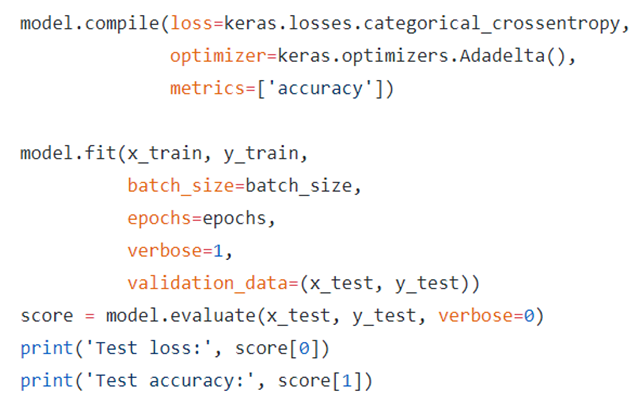 model.compile(loss=keras.losses.categorical_crossentropy,
              optimizer=keras.optimizers.Adadelta(),
              metrics=['accuracy'])

model.fit(x_train, y_train,
          batch_size=batch_size,
          epochs=epochs,
          verbose=1,
          validation_data=(x_test, y_test))
score = model.evaluate(x_test, y_test, verbose=0)
print('Test loss:', score[0])
print('Test accuracy:', score[1])